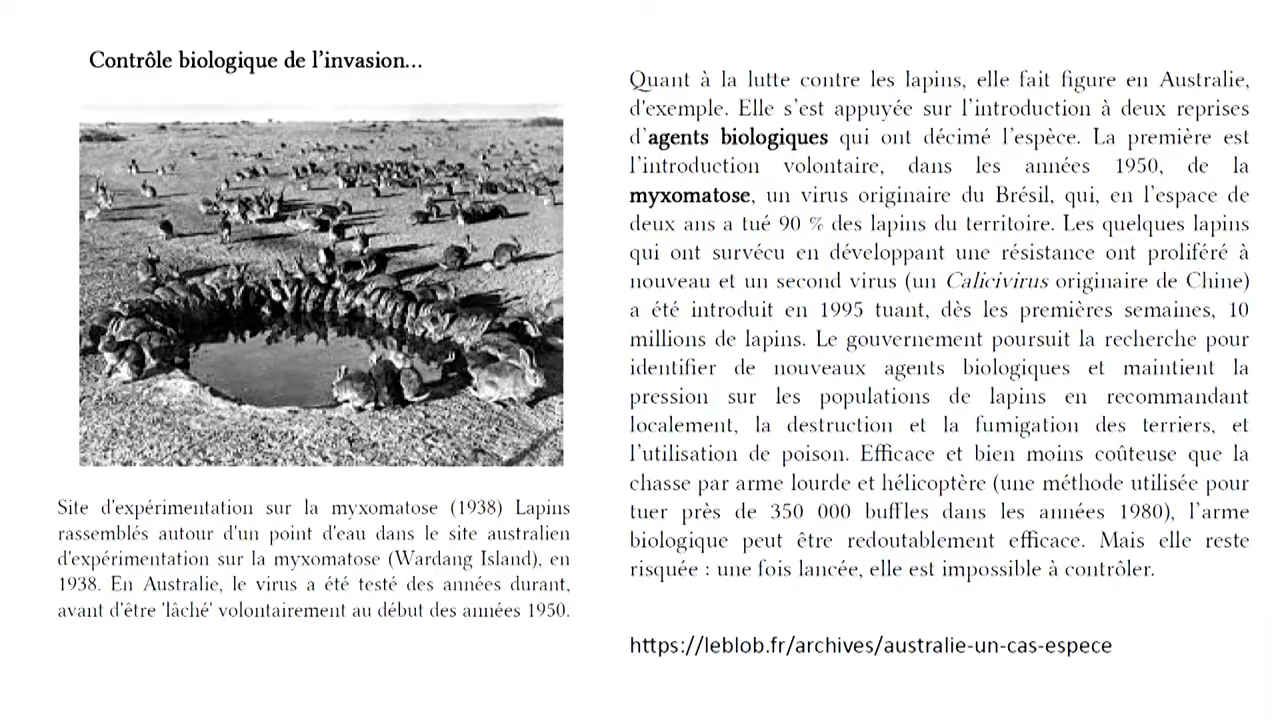 Contrôle biologique de l'invasion...
Site d'expérimentation sur la myxomatose (1938) Lapins
rassemblés autour d'un point d'eau dans le site australien
d'expérimentation sur la myxomatose (Wardang Island), en
1938. En Australie, le virus a été testé des années durant,
avant d'être 'lâché' volontairement au début des années 1950.
Quant à la lutte contre les lapins, elle fait figure en Australie,
d'exemple. Elle s'est appuyée sur l'introduction à deux reprises
d'agents biologiques qui ont décimé l'espèce. La première est
l'introduction volontaire, dans les années 1950, de la
myxomatose, un virus originaire du Brésil, qui, en l'espace de
deux ans a tué 90 % des lapins du territoire. Les quelques lapins
qui ont survécu en développant une résistance ont proliféré à
nouveau et un second virus (un Calicivirus originaire de Chine)
a été introduit en 1995 tuant, dès les premières semaines, 10
millions de lapins. Le gouvernement poursuit la recherche pour
identifier de nouveaux agents biologiques et maintient la
pression sur les populations de lapins en recommandant
localement, la destruction et la fumigation des terriers, et
l'utilisation de poison. Efficace et bien moins coûteuse que la
chasse par arme lourde et hélicoptère (une méthode utilisée pour
tuer près de 350 000 buffles dans les années 1980), l'arme
biologique peut être redoutablement efficace. Mais elle reste
risquée : une fois lancée, elle est impossible à contrôler.
https://leblob.fr/archives/australie-un-cas-espece